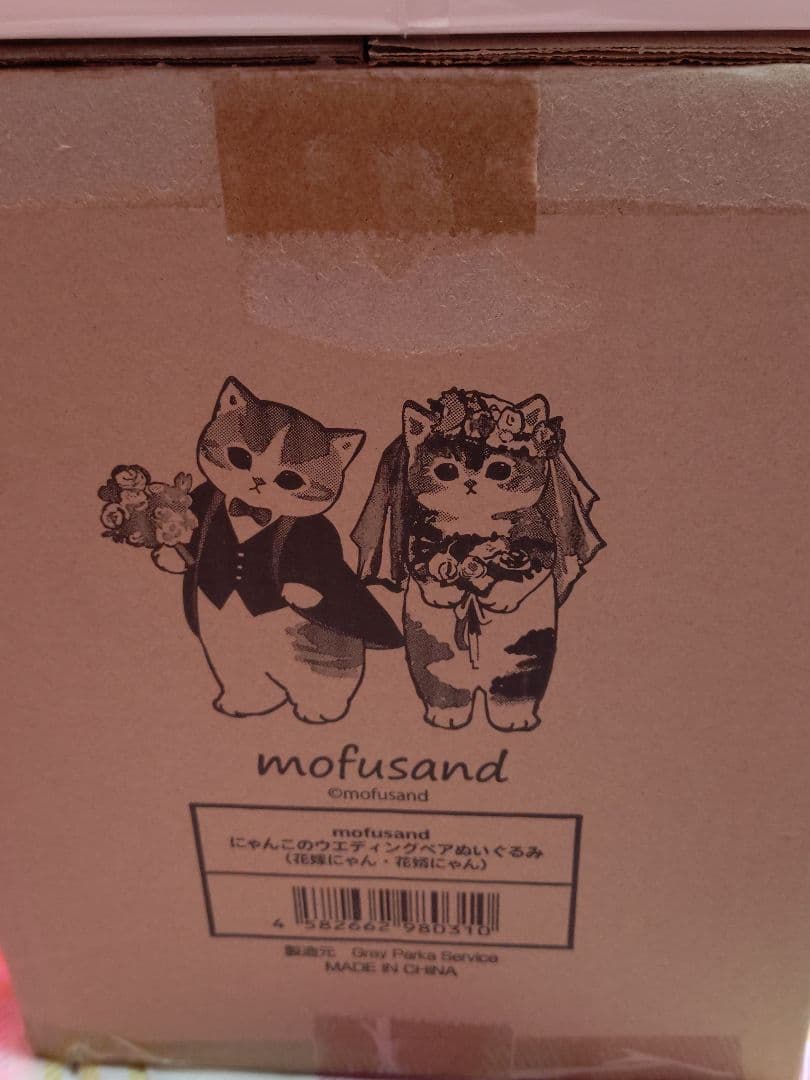 mofusand
©mofusand
mofusand
にゃんこのウエディングペアぬいぐるみ
(花嫁にゃん・花婿にゃん)
4 582662 980310
製造元 Gray Parka Service
MADE IN CHINA